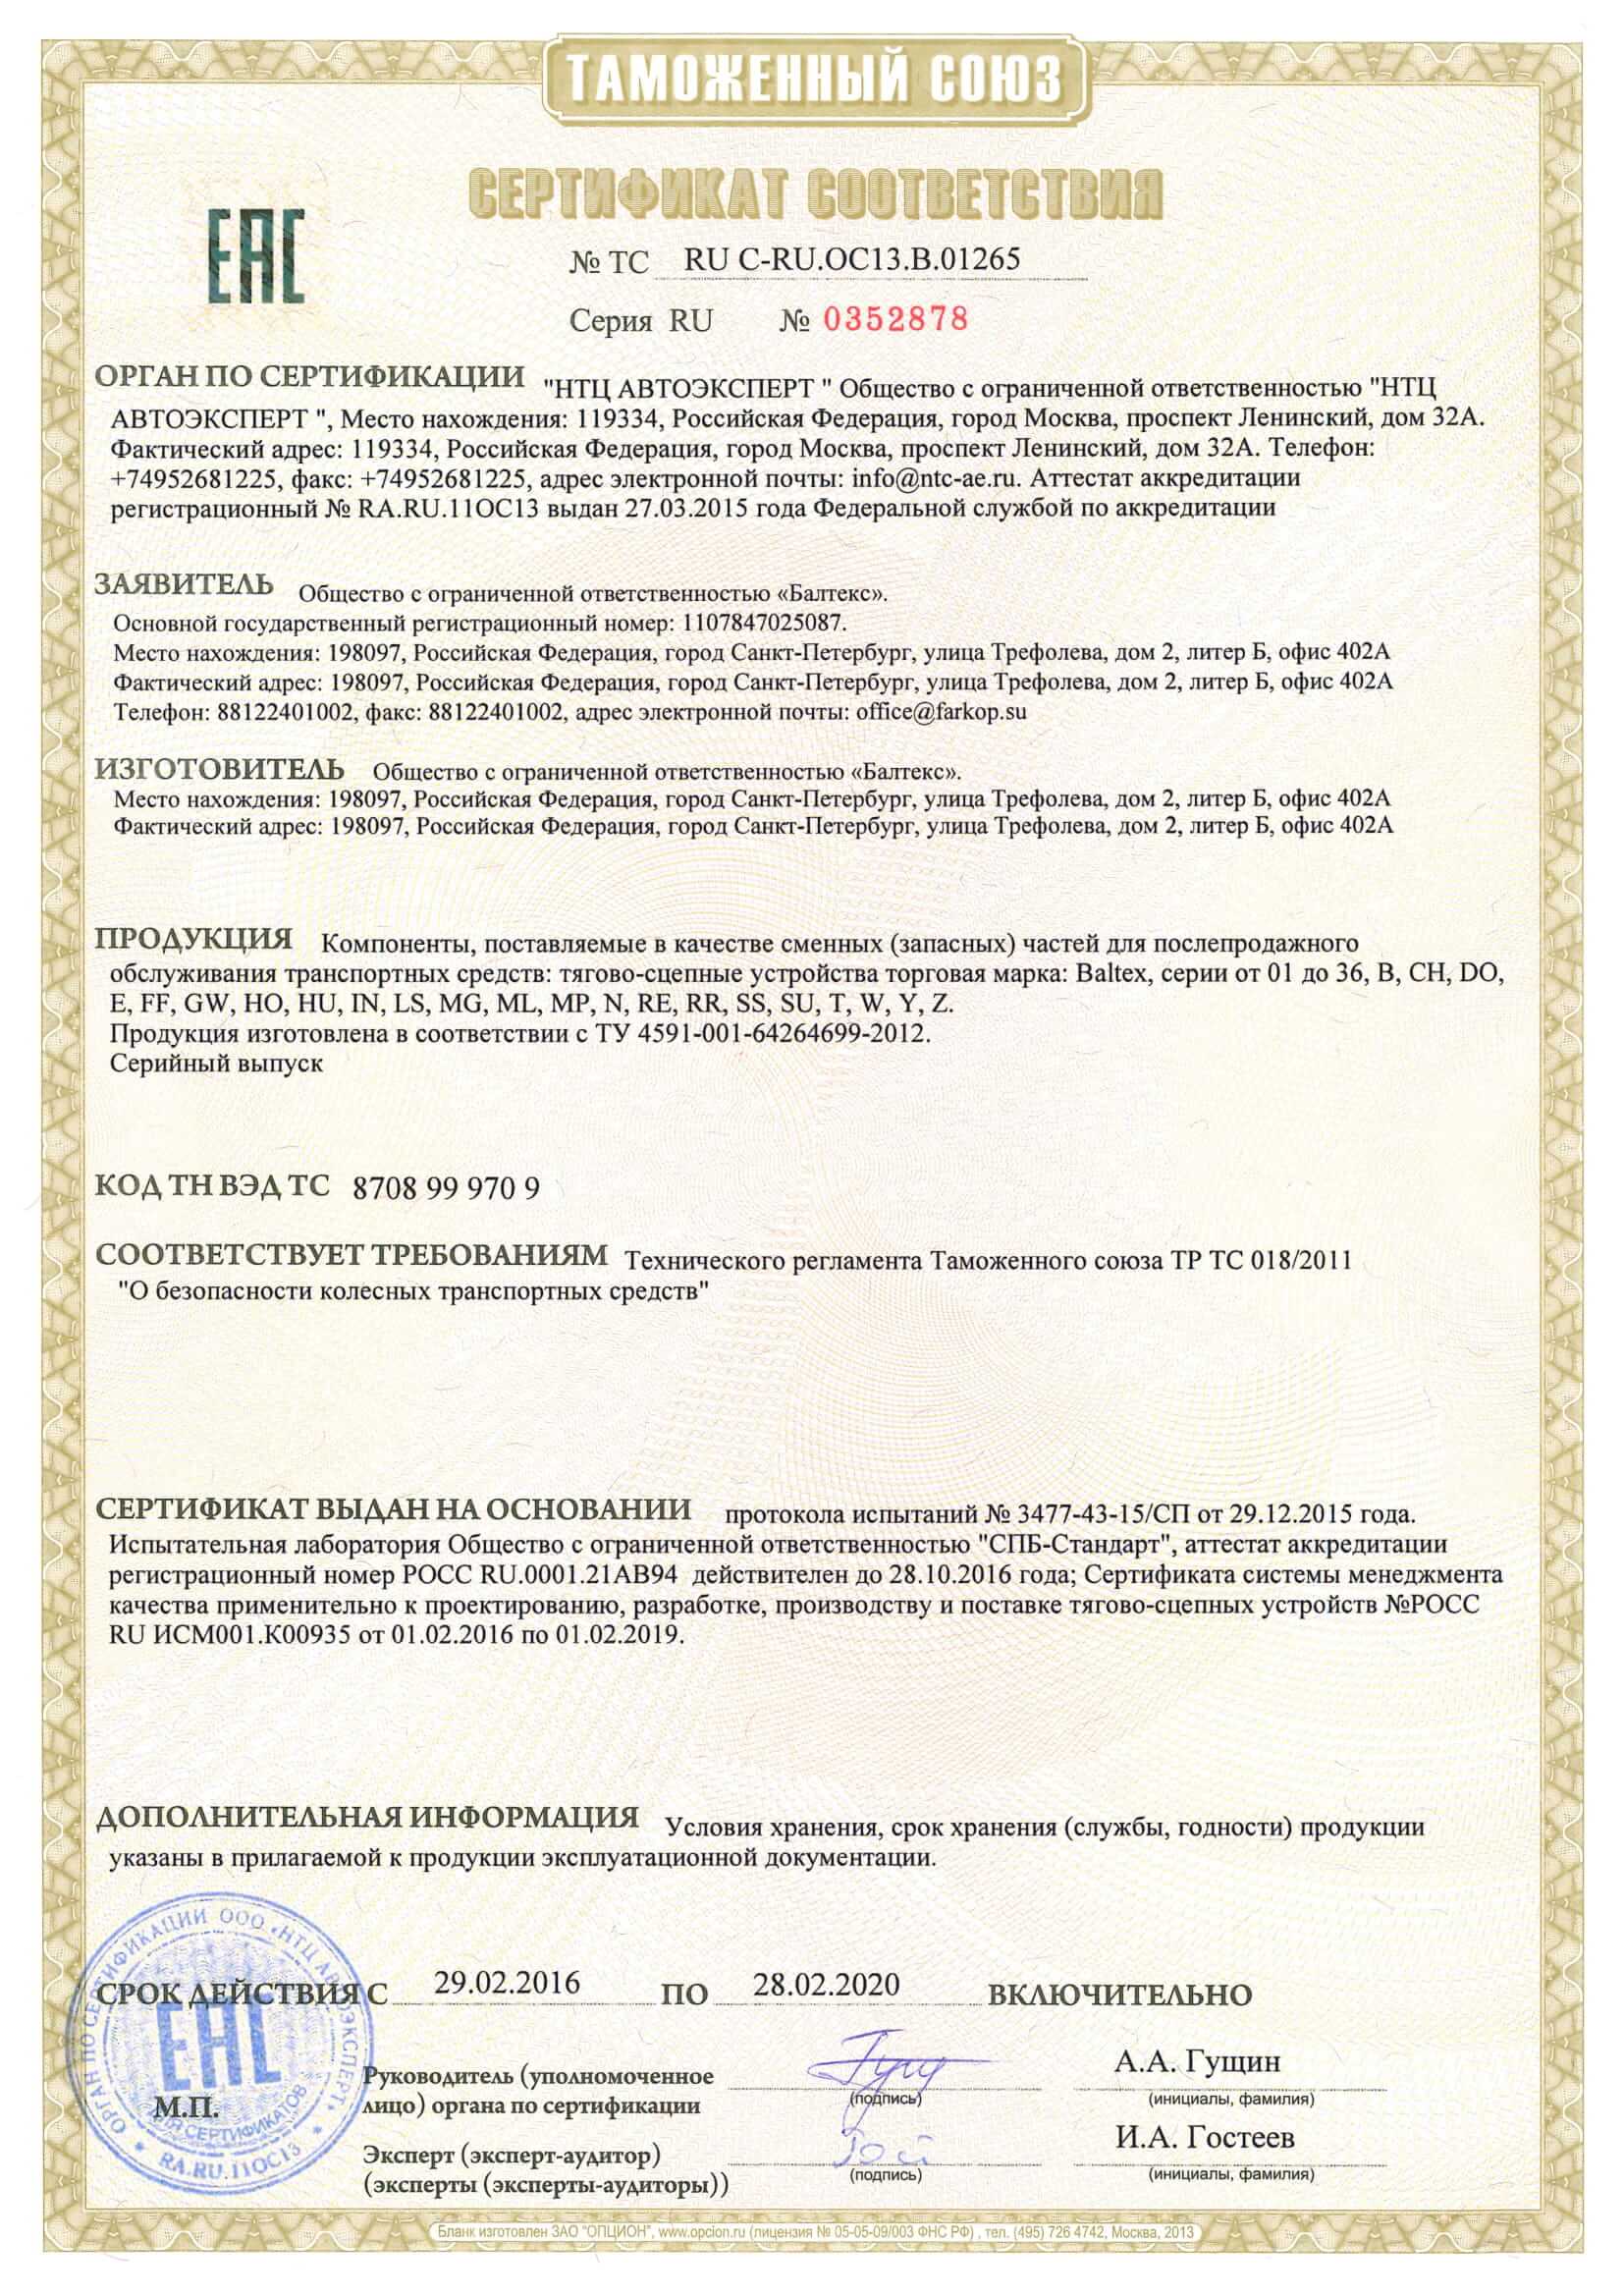 ТАМОЖЕННЫЙ СОЮЗ
СЕРТИФИКАТ СООТВЕТСТВИЯ
ЕАС
№ ТС RU C-RU.ОС13.В.01265
Серия RU № 0352878
ОРГАН ПО СЕРТИФИКАЦИИ "НТЦ АВТОЭКСПЕРТ " Общество с ограниченной ответственностью "НТЦ
АВТОЭКСПЕРТ ", Место нахождения: 119334, Российская Федерация, город Москва, проспект Ленинский, дом 32А.
Фактический адрес: 119334, Российская Федерация, город Москва, проспект Ленинский, дом 32А. Телефон:
+74952681225, факс: +74952681225, адрес электронной почты: info@ntc-ae.ru. Аттестат аккредитации
регистрационный № RA.RU.11ОС13 выдан 27.03.2015 года Федеральной службой по аккредитации
ЗАЯВИТЕЛЬ Общество с ограниченной ответственностью «Балтекс».
Основной государственный регистрационный номер: 1107847025087.
Место нахождения: 198097, Российская Федерация, город Санкт-Петербург, улица Трефолева, дом 2, литер Б, офис 402А
Фактический адрес: 198097, Российская Федерация, город Санкт-Петербург, улица Трефолева, дом 2, литер Б, офис 402А
Телефон: 88122401002, факс: 88122401002, адрес электронной почты: office@farkop.su
ИЗГОТОВИТЕЛЬ Общество с ограниченной ответственностью «Балтекс».
Место нахождения: 198097, Российская Федерация, город Санкт-Петербург, улица Трефолева, дом 2, литер Б, офис 402А
Фактический адрес: 198097, Российская Федерация, город Санкт-Петербург, улица Трефолева, дом 2, литер Б, офис 402А
ПРОДУКЦИЯ Компоненты, поставляемые в качестве сменных (запасных) частей для послепродажного
обслуживания транспортных средств: тягово-сцепные устройства торговая марка: Baltex, серии от 01 до 36, B, CH, DO,
E, FF, GW, HO, HU, IN, LS, MG, ML, MP, N, RE, RR, SS, SU, T, W, Y, Z.
Продукция изготовлена в соответствии с ТУ 4591-001-64264699-2012.
Серийный выпуск
КОД ТН ВЭД ТС 8708 99 970 9
СООТВЕТСТВУЕТ ТРЕБОВАНИЯМ Технического регламента Таможенного союза ТР ТС 018/2011
"О безопасности колесных транспортных средств"
СЕРТИФИКАТ ВЫДАН НА ОСНОВАНИИ протокола испытаний № 3477-43-15/СП от 29.12.2015 года.
Испытательная лаборатория Общество с ограниченной ответственностью "СПБ-Стандарт", аттестат аккредитации
регистрационный номер РОСС RU.0001.21АВ94 действителен до 28.10.2016 года; Сертификата системы менеджмента
качества применительно к проектированию, разработке, производству и поставке тягово-сцепных устройств №РОСС
RU ИСМ001.К00935 от 01.02.2016 по 01.02.2019.
ДОПОЛНИТЕЛЬНАЯ ИНФОРМАЦИЯ Условия хранения, срок хранения (службы, годности) продукции
указаны в прилагаемой к продукции эксплуатационной документации.
СРОК ДЕЙСТВИЯ С 29.02.2016 ПО 28.02.2020 ВКЛЮЧИТЕЛЬНО
ОРГАН ПО СЕРТИФИКАЦИИ ООО «НТЦ АВТОЭКСПЕРТ»
ЕАС
ДЛЯ СЕРТИФИКАТОВ
RA.RU.11ОС13
М.П.
Руководитель (уполномоченное
лицо) органа по сертификации
(подпись)
А.А. Гущин
(инициалы, фамилия)
Эксперт (эксперт-аудитор)
(эксперты (эксперты-аудиторы))
(подпись)
И.А. Гостеев
(инициалы, фамилия)
Бланк изготовлен ЗАО "ОПЦИОН", www.opcion.ru (лицензия № 05-05-09/003 ФНС РФ) , тел. (495) 726 4742, Москва, 2013